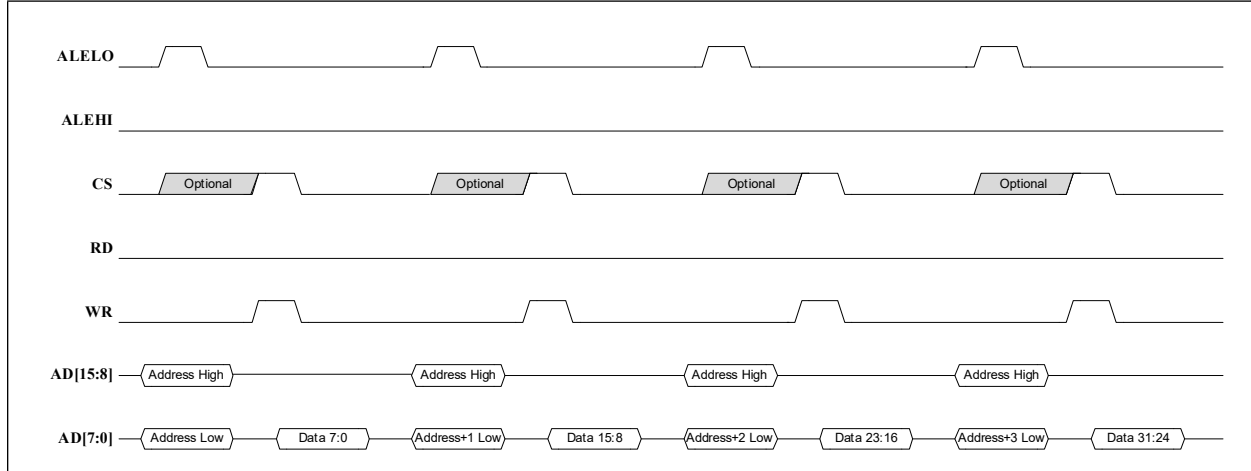 ALELO
ALEHI
CS Optional Optional Optional Optional
RD
WR
AD[15:8] Address High Address High Address High Address High
AD[7:0] Address Low Data 7:0 Address+1 Low Data 15:8 Address+2 Low Data 23:16 Address+3 Low Data 31:24